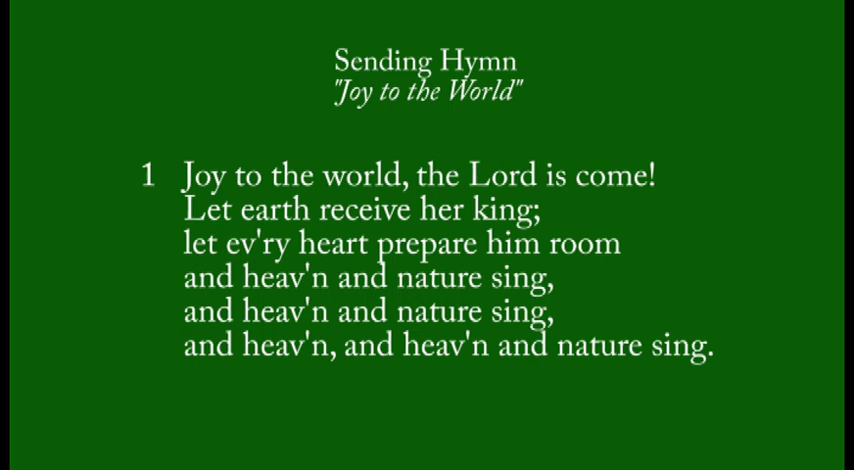 Sending Hymn
"Joy to the World"
1 Joy to the world, the Lord is come!
Let earth receive her king;
let ev'ry heart prepare him room
and heav'n and nature sing,
and heav'n and nature sing,
and heav'n, and heav'n and nature sing.